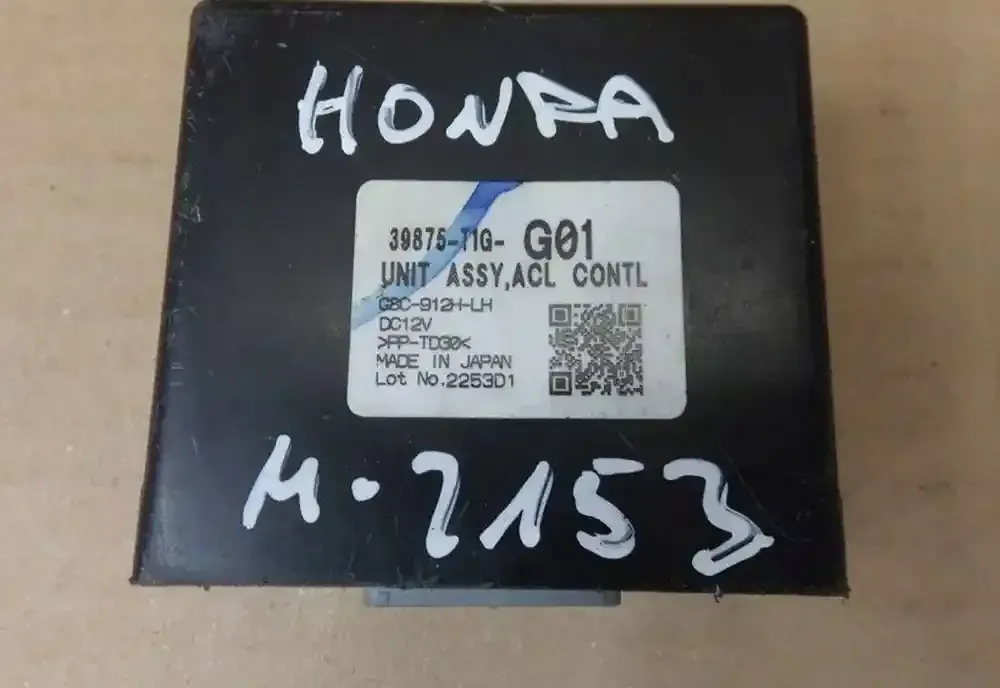 HONDA
39875-T1G- G01
UNIT ASSY,ACL CONTL
G8C-912H-LH
DC12V
>PP-TD30<
MADE IN JAPAN
Lot No.2253D1
M-2153